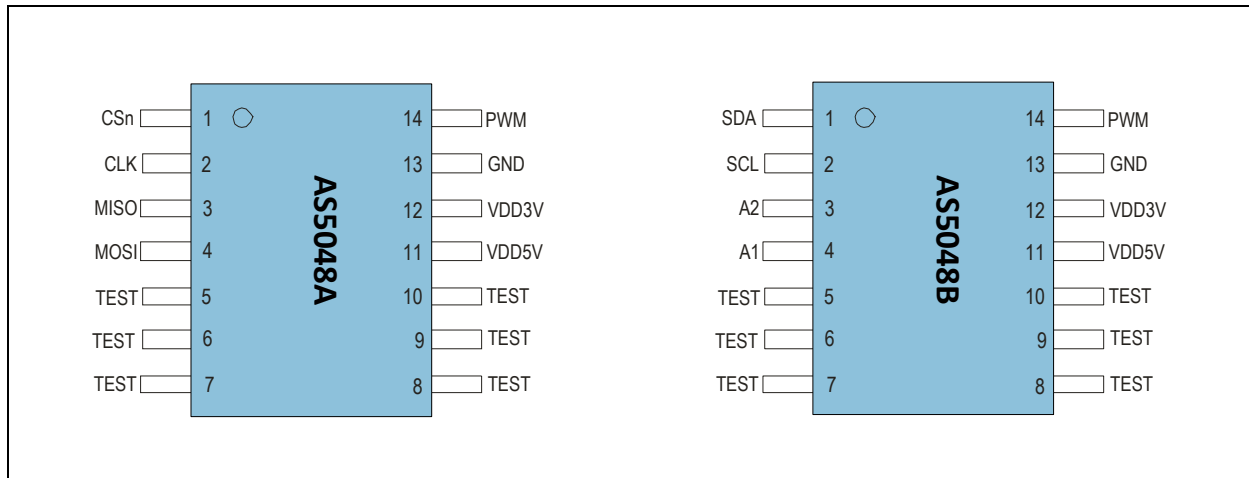 CSn 1 14 PWM
CLK 2 13 GND
MISO 3 12 VDD3V
MOSI 4 11 VDD5V
TEST 5 10 TEST
TEST 6 9 TEST
TEST 7 8 TEST
AS5048A
SDA 1 14 PWM
SCL 2 13 GND
A2 3 12 VDD3V
A1 4 11 VDD5V
TEST 5 10 TEST
TEST 6 9 TEST
TEST 7 8 TEST
AS5048B